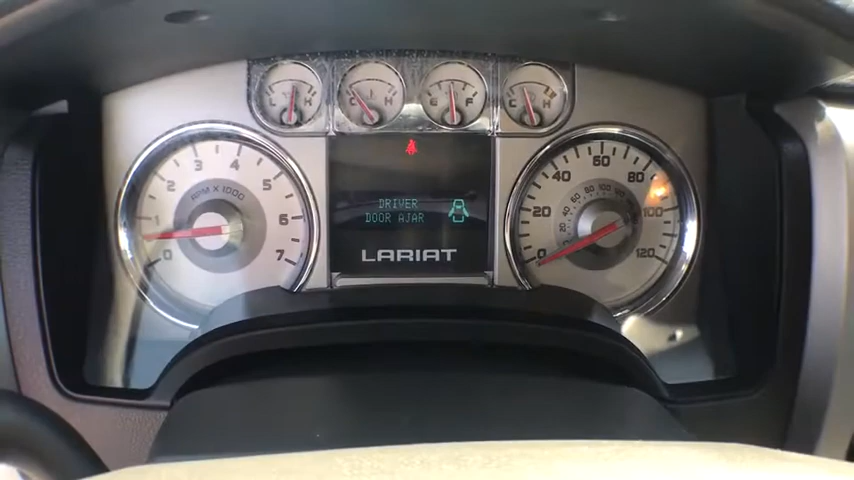 H
C H
E F
C H
RPM X 1000
0 1 2 3 4 5 6 7
DRIVER
DOOR AJAR
LARIAT
0 20 40 60 80 100 120